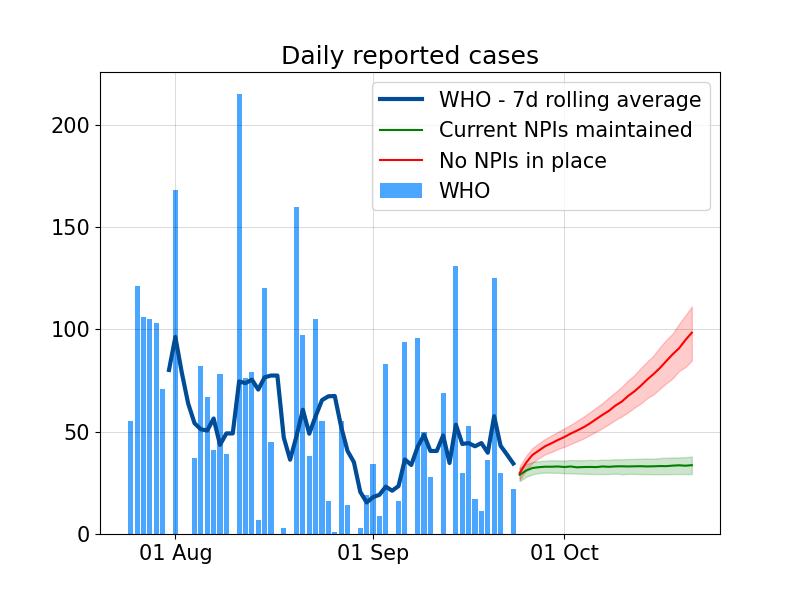 Daily reported cases
WHO - 7d rolling average
Current NPIs maintained
No NPIs in place
WHO
200
150
100
50
0
01 Aug
01 Sep
01 Oct